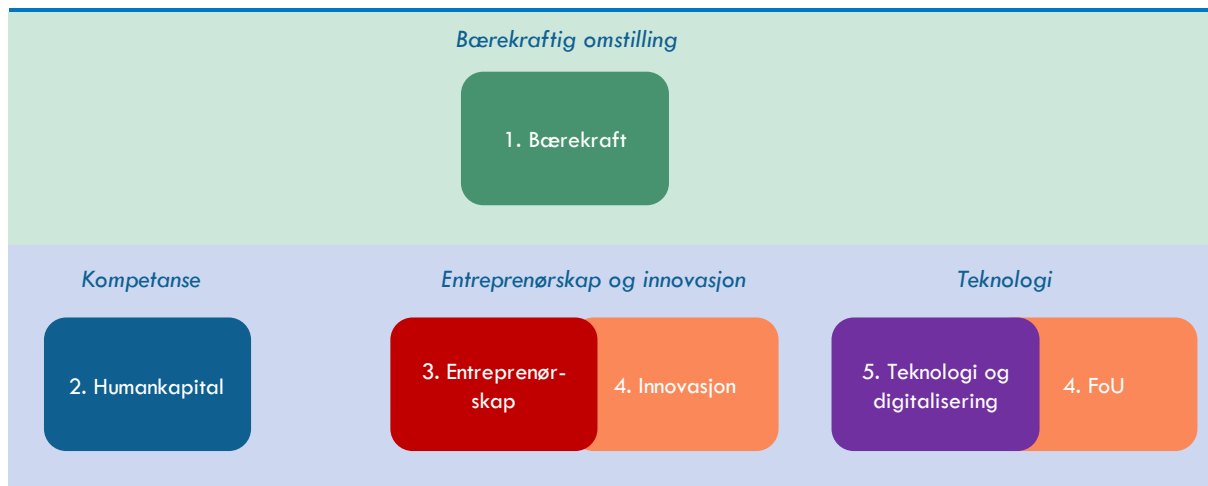 Bærekraftig omstilling
1. Bærekraft
Kompetanse
Entreprenørskap og innovasjon
Teknologi
2. Humankapital
3. Entreprenør-
skap
4. Innovasjon
5. Teknologi og
digitalisering
4. FoU